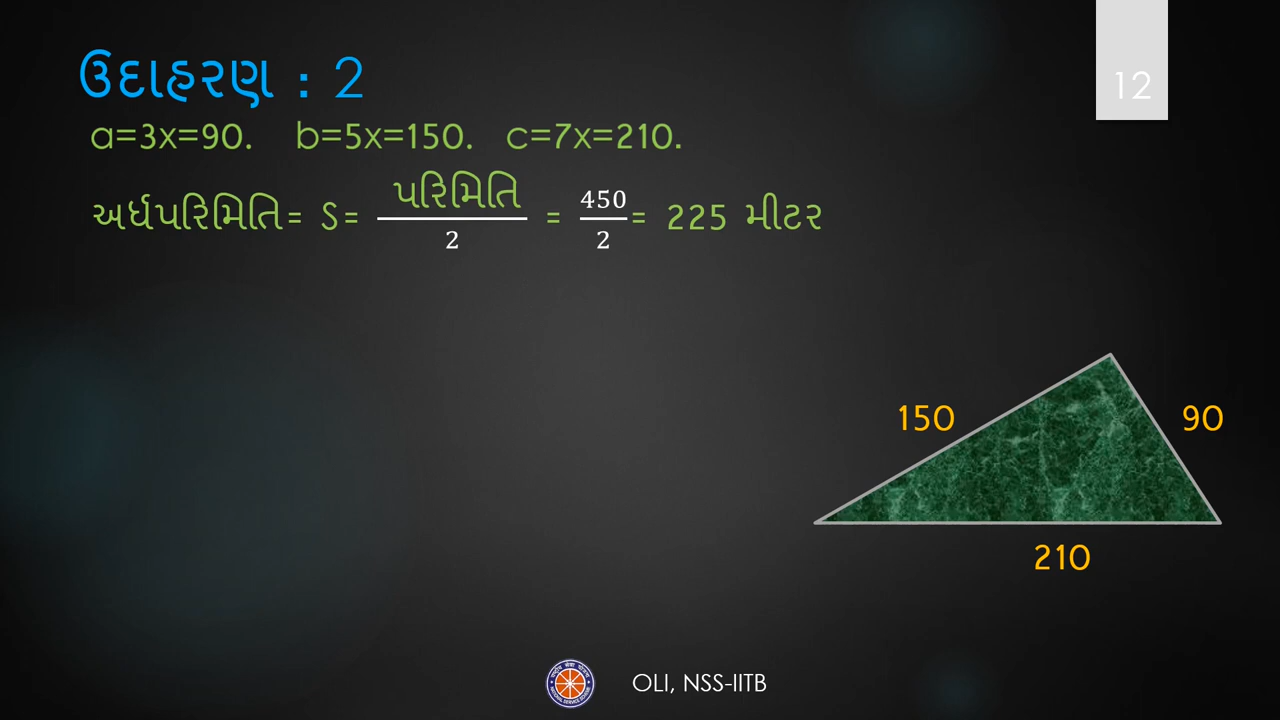 ઉદાહરણ : 2
12
a=3x=90. b=5x=150. c=7x=210.
અર્ધપરિમિતિ= S= પરિમિતિ/2 = 450/2 = 225 મીટર
150
90
210
OLI, NSS-IITB